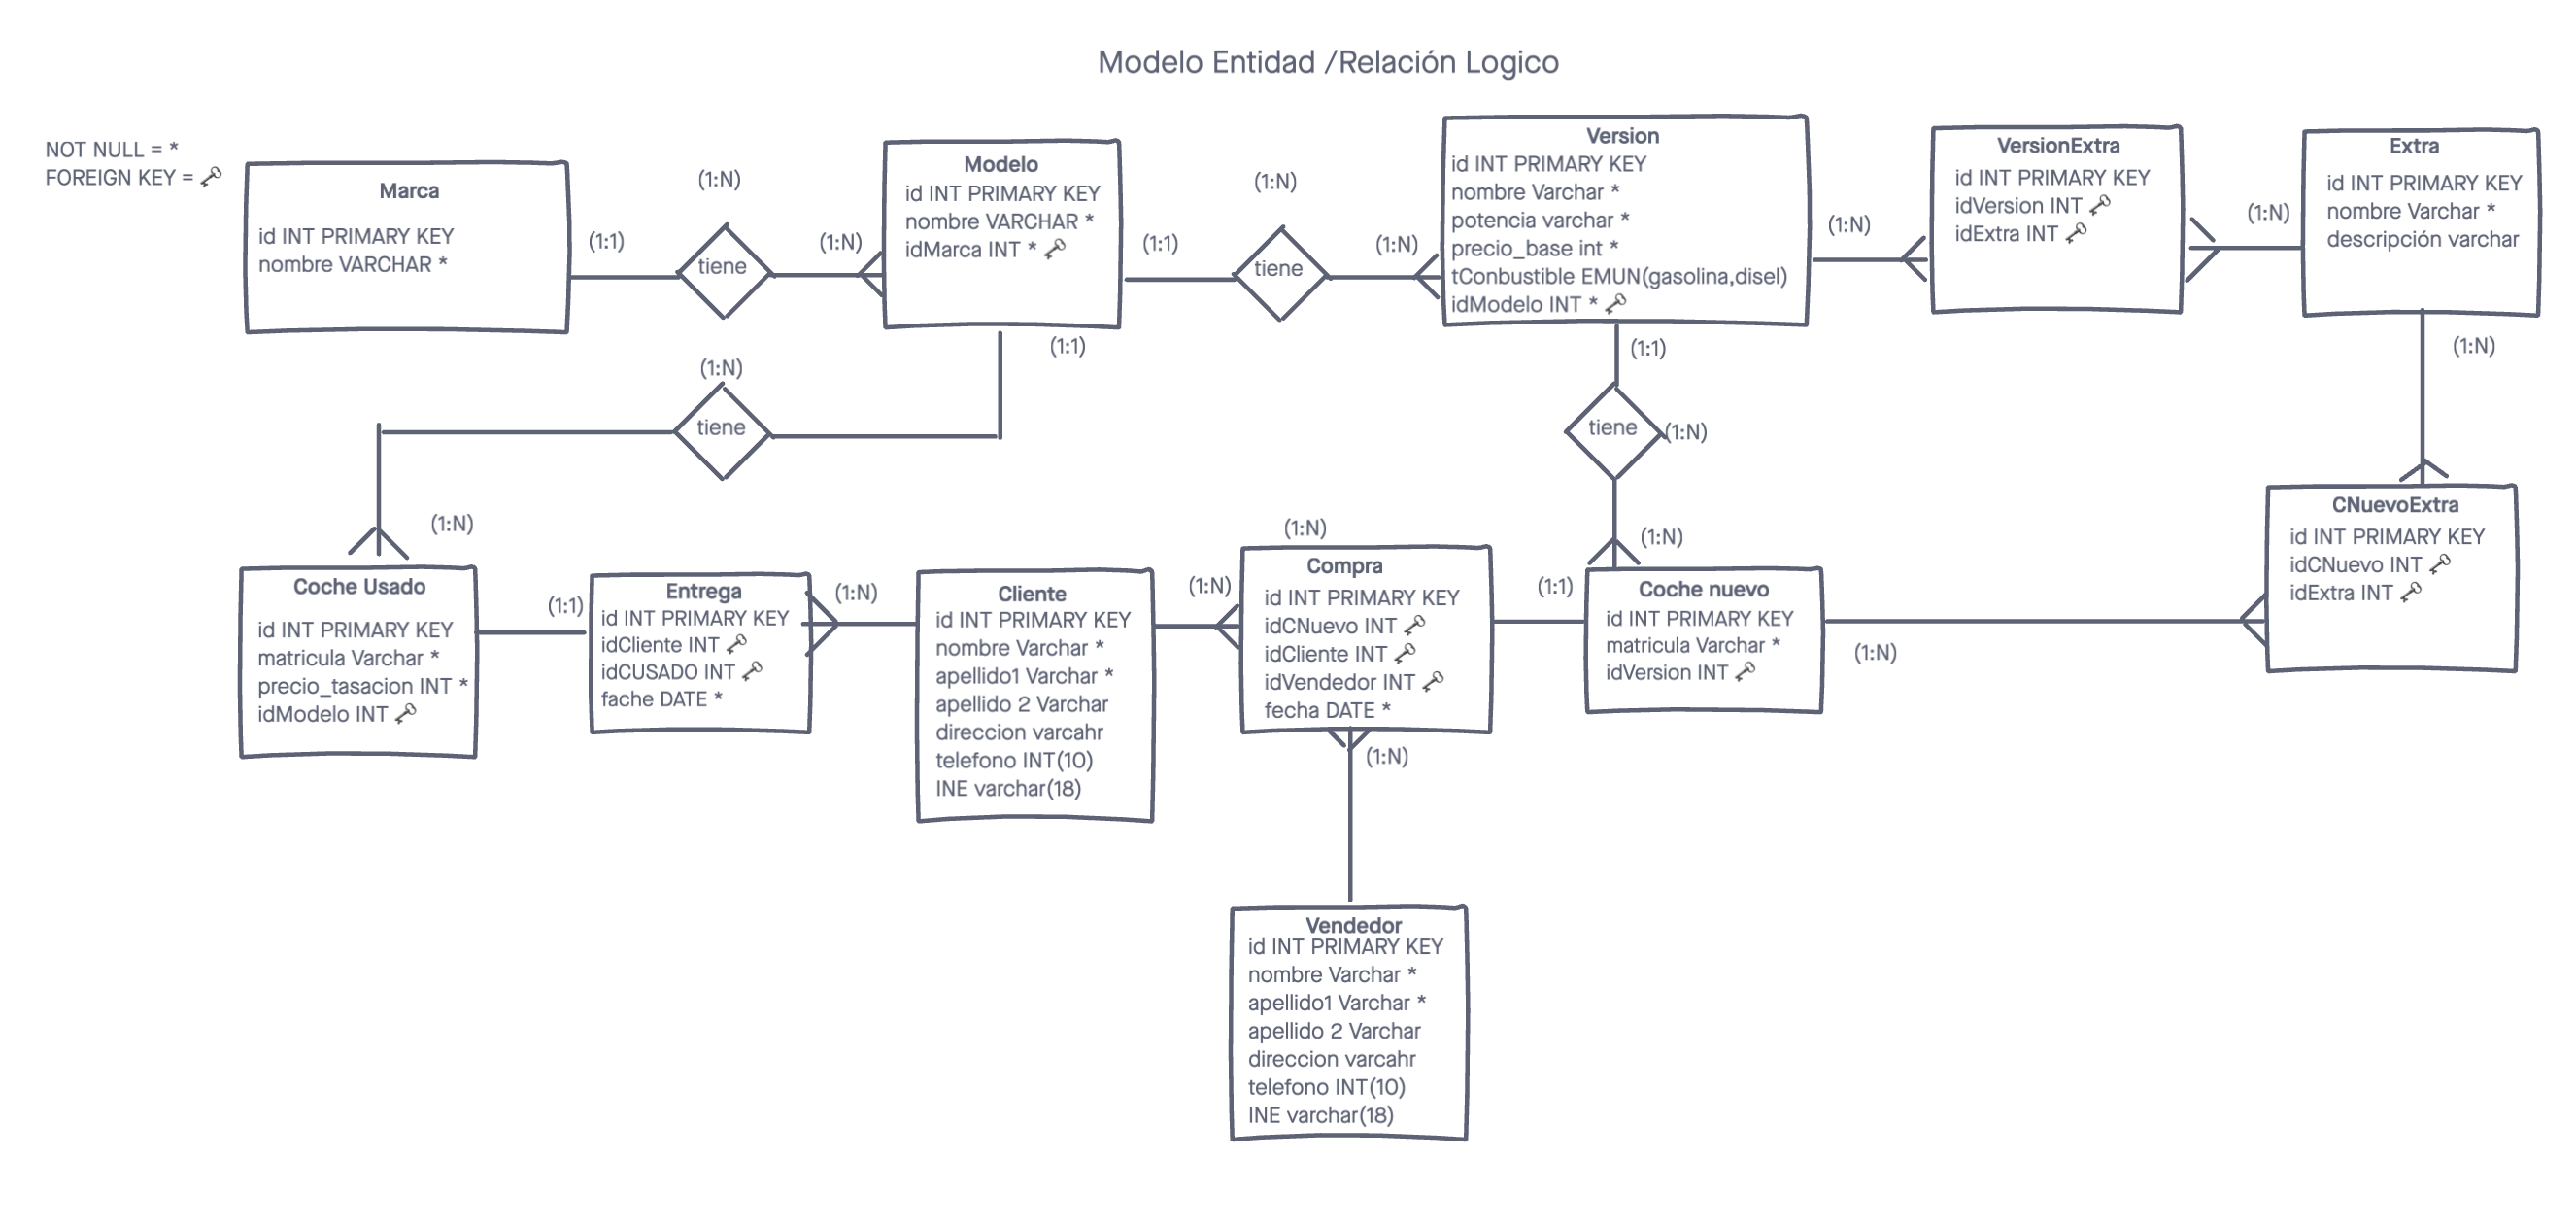 Modelo Entidad /Relación Logico
NOT NULL = *
FOREIGN KEY =
Marca
id INT PRIMARY KEY
nombre VARCHAR *
(1:1)
(1:N)
tiene
(1:N)
Modelo
id INT PRIMARY KEY
nombre VARCHAR *
idMarca INT *
(1:1)
(1:N)
tiene
(1:N)
Version
id INT PRIMARY KEY
nombre Varchar *
potencia varchar *
precio_base int *
tConbustible EMUN(gasolina,disel)
idModelo INT *
(1:N)
VersionExtra
id INT PRIMARY KEY
idVersion INT
idExtra INT
(1:N)
Extra
id INT PRIMARY KEY
nombre Varchar *
descripción varchar
(1:1)
(1:N)
tiene
(1:N)
(1:1)
tiene
(1:N)
(1:N)
(1:N)
Coche Usado
id INT PRIMARY KEY
matricula Varchar *
precio_tasacion INT *
idModelo INT
(1:1)
Entrega
id INT PRIMARY KEY
idCliente INT
idCUSADO INT
fache DATE *
(1:N)
Cliente
id INT PRIMARY KEY
nombre Varchar *
apellido1 Varchar *
apellido 2 Varchar
direccion varcahr
telefono INT(10)
INE varchar(18)
(1:N)
(1:N)
Compra
id INT PRIMARY KEY
idCNuevo INT
idCliente INT
idVendedor INT
fecha DATE *
(1:N)
(1:1)
Coche nuevo
id INT PRIMARY KEY
matricula Varchar *
idVersion INT
(1:N)
CNuevoExtra
id INT PRIMARY KEY
idCNuevo INT
idExtra INT
Vendedor
id INT PRIMARY KEY
nombre Varchar *
apellido1 Varchar *
apellido 2 Varchar
direccion varcahr
telefono INT(10)
INE varchar(18)